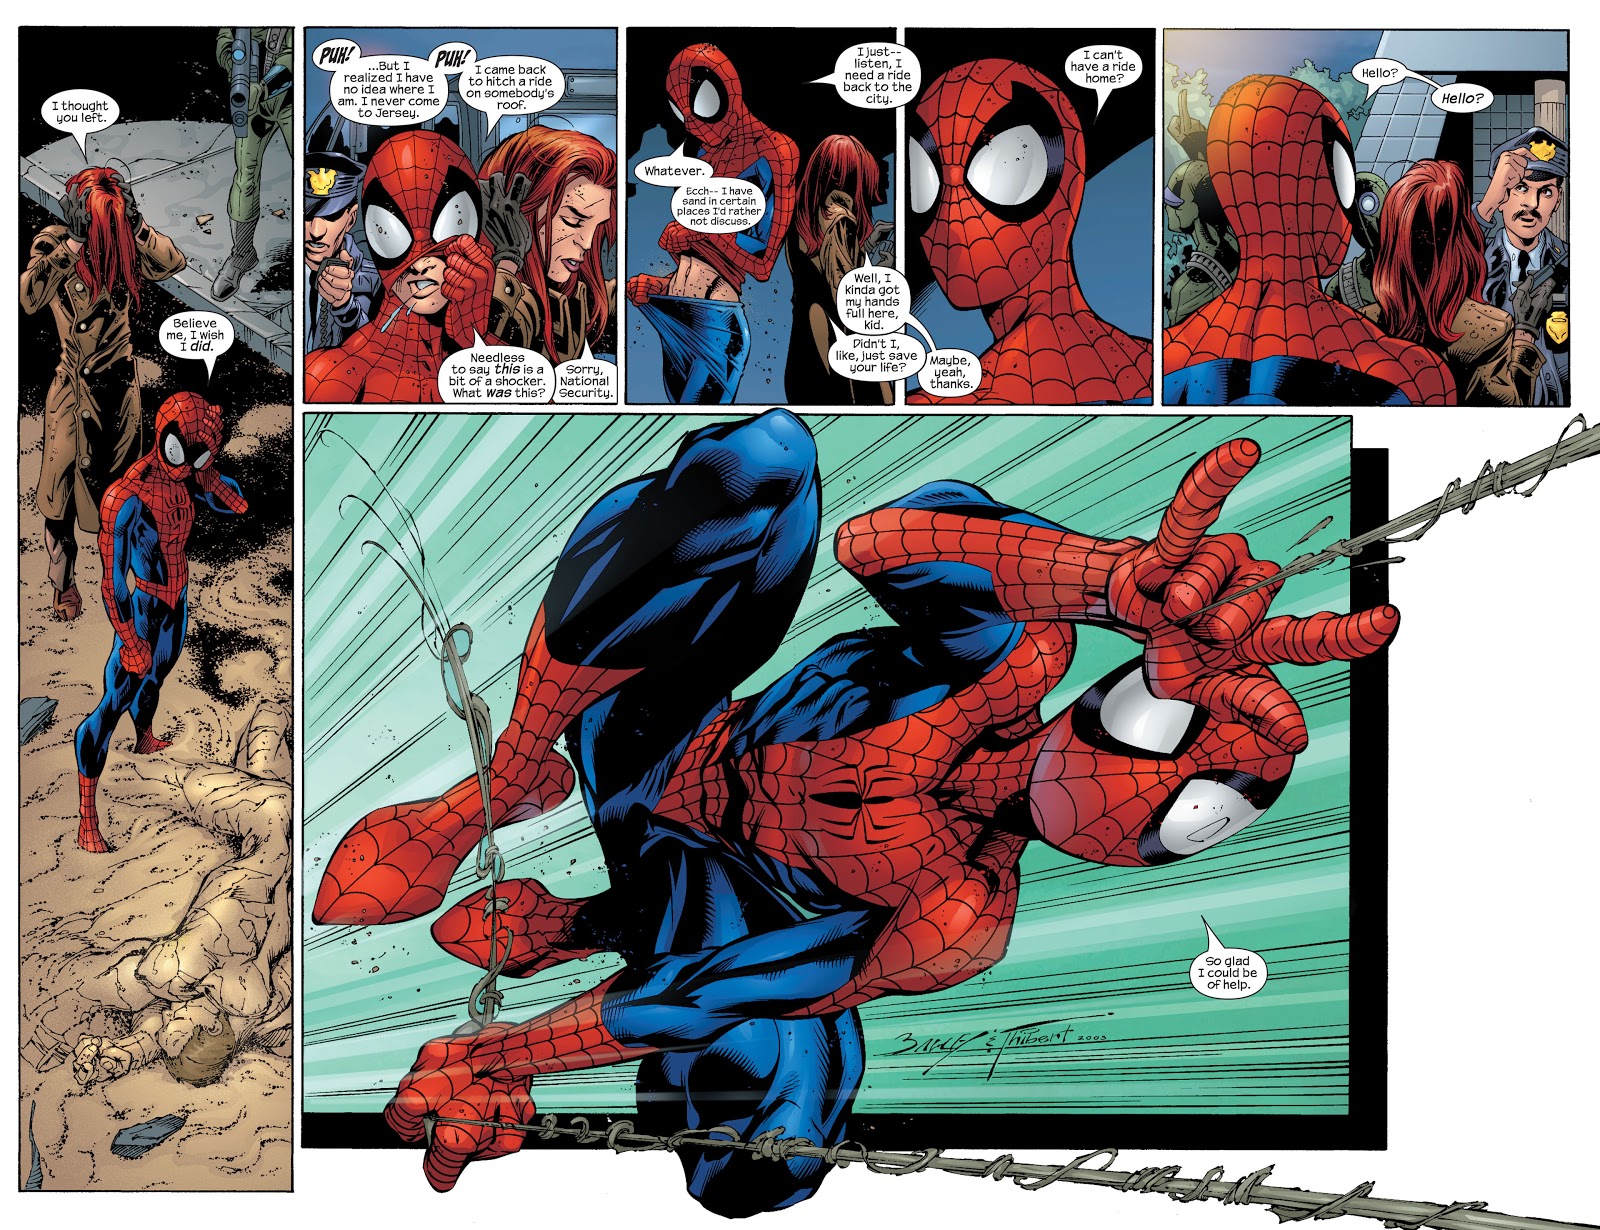 I thought
you left.
Believe
me, I wish
I did.
PUH!
...But I
realized I have
no idea where I
am. I never come
to Jersey.
PUH!
I came back
to hitch a ride
on somebody's
roof.
Needless
to say this is a
bit of a shocker.
What was this?
Sorry,
National
Security.
I just--
listen, I
need a ride
back to the
city.
Whatever.
Ecch-- I have
sand in certain
places I'd rather
not discuss.
Well, I
kinda got
my hands
full here,
kid.
Didn't I,
like, just save
your life?
Maybe,
yeah,
thanks.
I can't
have a ride
home?
Hello?
Hello?
So glad
I could be
of help.
Bagley & Thibert 2003